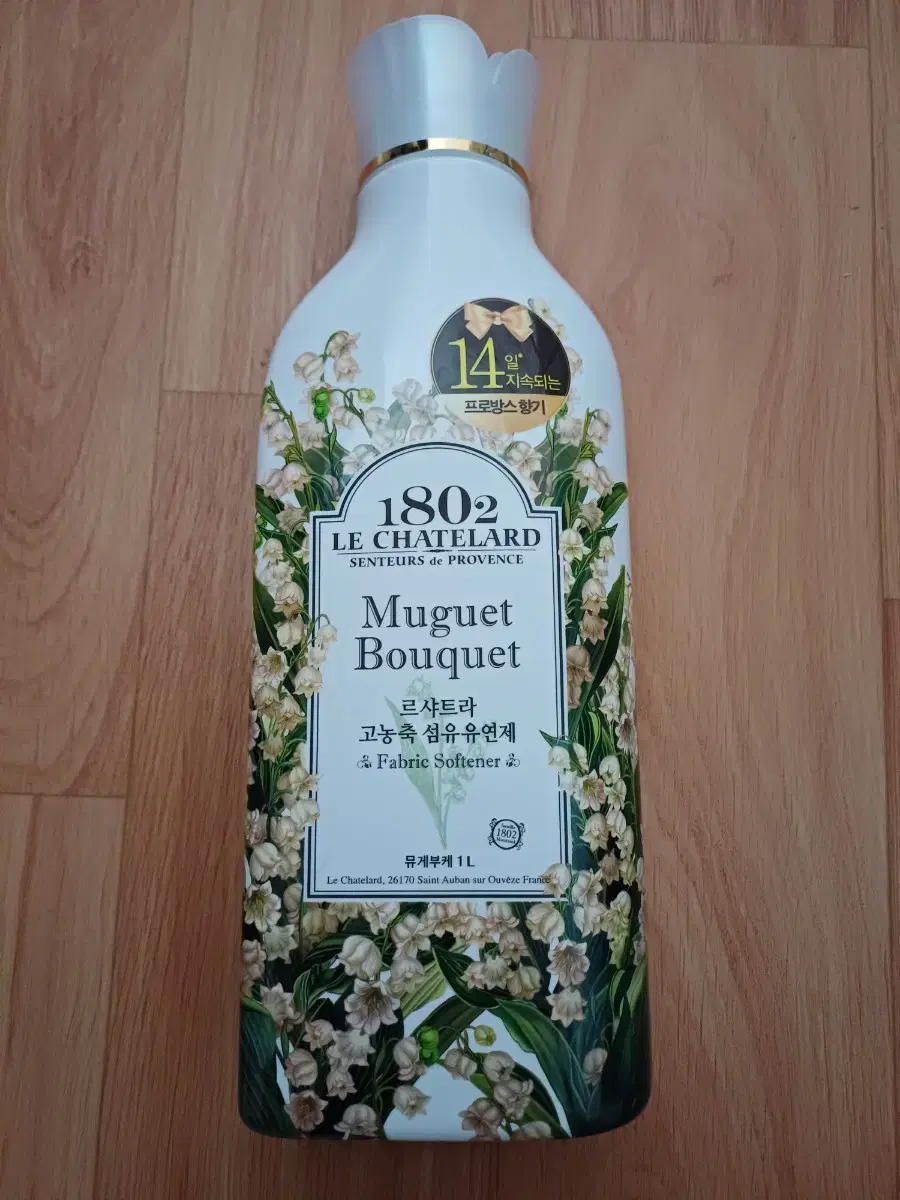 14일*
지속되는
프로방스 향기
1802
LE CHATELARD
SENTEURS de PROVENCE
Muguet
Bouquet
르샤트라
고농축 섬유유연제
Fabric Softener
1802
뮤게부케 1L
Le Chatelard, 26170 Saint Auban sur Ouvèze France